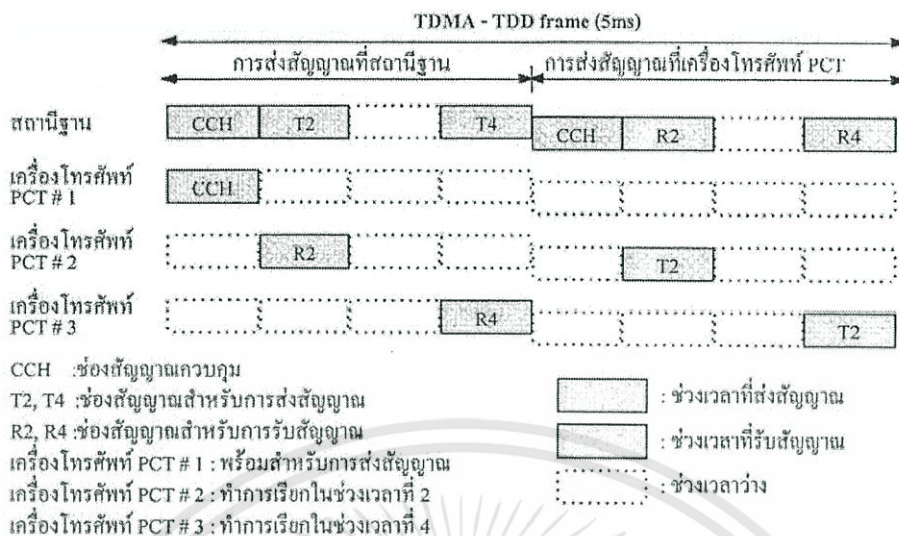 TDMA - TDD frame (5ms)
การส่งสัญญาณที่สถานีฐาน การส่งสัญญาณที่เครื่องโทรศัพท์ PCT
สถานีฐาน CCH T2 T4 CCH R2 R4
เครื่องโทรศัพท์
PCT # 1 CCH
เครื่องโทรศัพท์
PCT # 2 R2 T2
เครื่องโทรศัพท์
PCT # 3 R4 T2
CCH :ช่องสัญญาณควบคุม
T2, T4 :ช่องสัญญาณสำหรับการส่งสัญญาณ
: ช่วงเวลาที่ส่งสัญญาณ
R2, R4 :ช่องสัญญาณสำหรับการรับสัญญาณ
: ช่วงเวลาที่รับสัญญาณ
เครื่องโทรศัพท์ PCT # 1 : พร้อมสำหรับการส่งสัญญาณ
เครื่องโทรศัพท์ PCT # 2 : ทำการเรียกในช่วงเวลาที่ 2
: ช่วงเวลาว่าง
เครื่องโทรศัพท์ PCT # 3 : ทำการเรียกในช่วงเวลาที่ 4